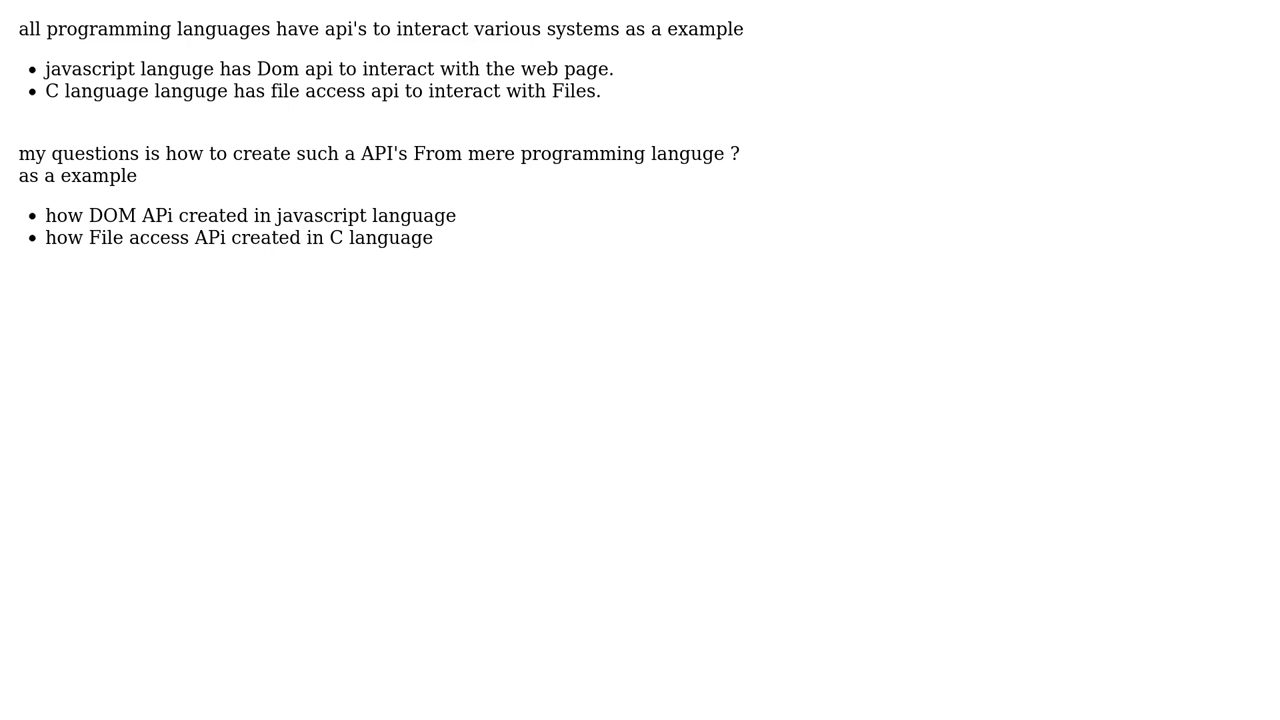 all programming languages have api's to interact various systems as a example
• javascript languge has Dom api to interact with the web page.
• C language languge has file access api to interact with Files.
my questions is how to create such a API's From mere programming languge ?
as a example
• how DOM APi created in javascript language
• how File access APi created in C language